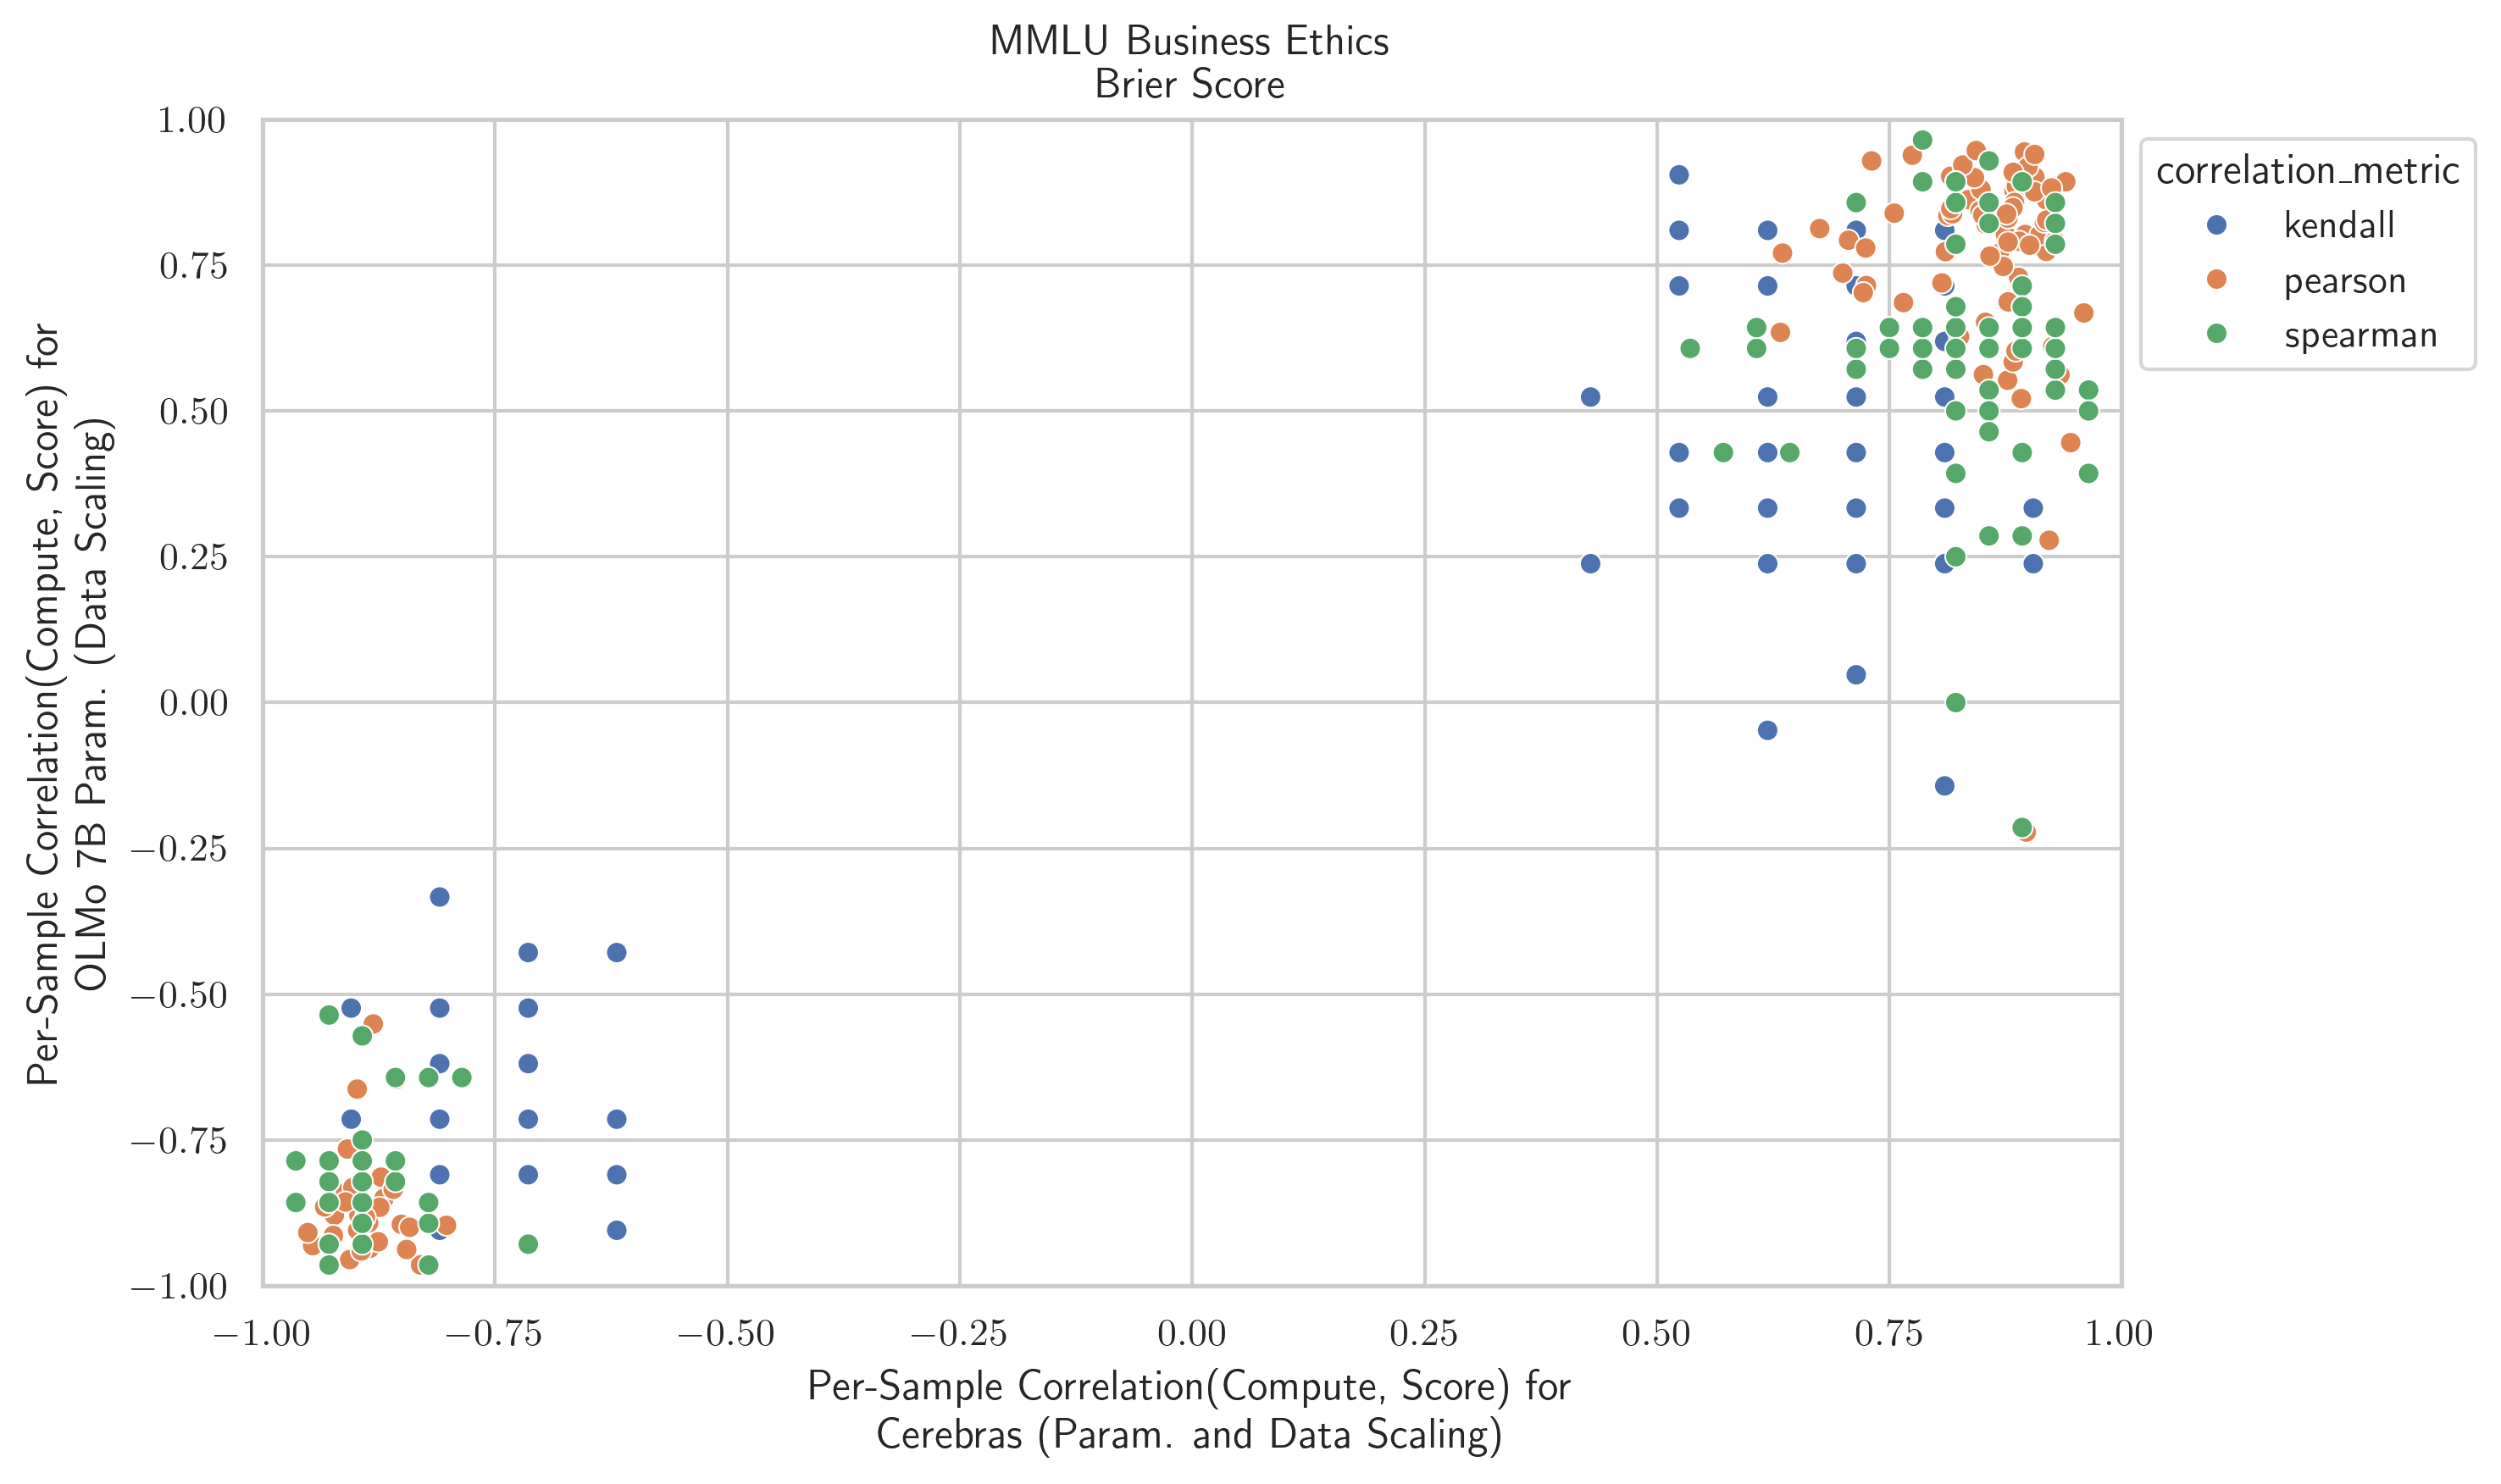 MMLU Business Ethics
Brier Score
1.00
0.75
0.50
0.25
0.00
−0.25
−0.50
−0.75
−1.00
Per-Sample Correlation(Compute, Score) for
OLMo 7B Param. (Data Scaling)
correlation_metric
kendall
pearson
spearman
−1.00 −0.75 −0.50 −0.25 0.00 0.25 0.50 0.75 1.00
Per-Sample Correlation(Compute, Score) for
Cerebras (Param. and Data Scaling)